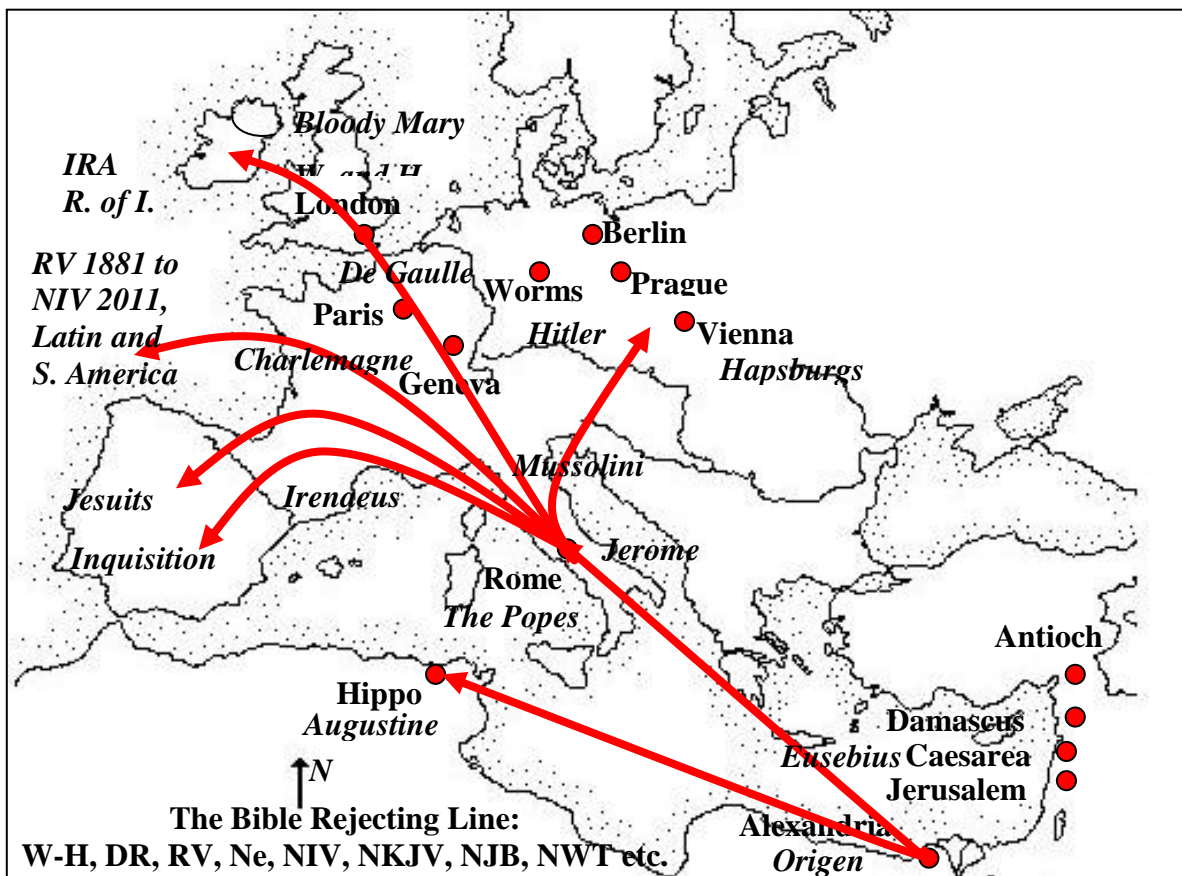 Bloody Mary
IRA
R. of I.
W. and H
London
RV 1881 to
NIV 2011,
Latin and
S. America
De Gaulle
Berlin
Worms
Prague
Paris
Hitler
Vienna
Charlemagne
Geneva
Hapsburgs
Mussolini
Jesuits
Irenaeus
Inquisition
Jerome
Rome
The Popes
Antioch
Hippo
Augustine
Damascus
Eusebius Caesarea
Jerusalem
N
Alexandria
Origen
The Bible Rejecting Line:
W-H, DR, RV, Ne, NIV, NKJV, NJB, NWT etc.